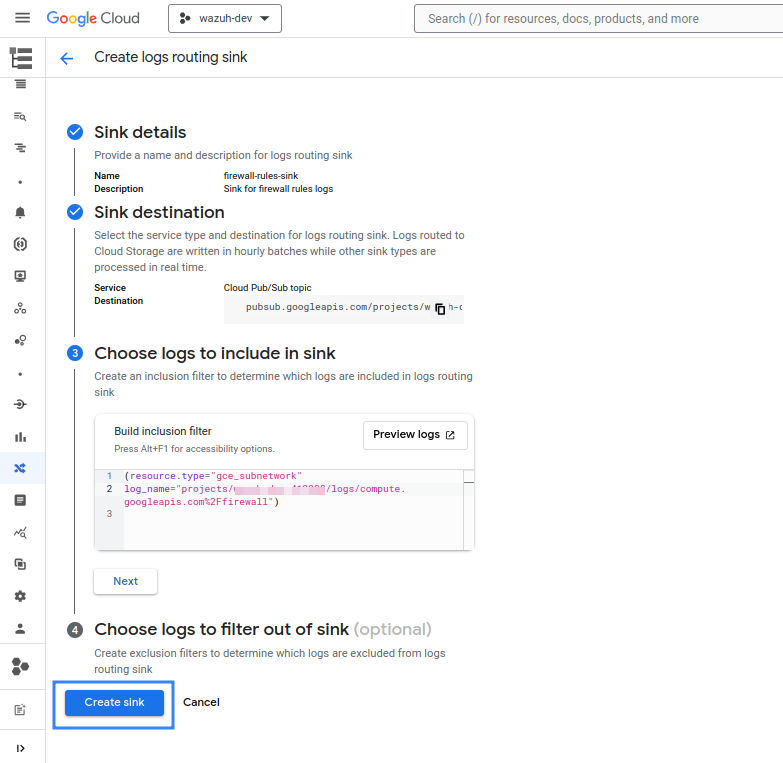 Google Cloud
wazuh-dev
Search (/) for resources, docs, products, and more
Create logs routing sink
Sink details
Provide a name and description for logs routing sink
Name firewall-rules-sink
Description Sink for firewall rules logs
Sink destination
Select the service type and destination for logs routing sink. Logs routed to
Cloud Storage are written in hourly batches while other sink types are
processed in real time.
Service Cloud Pub/Sub topic
Destination
pubsub.googleapis.com/projects/w
3 Choose logs to include in sink
Create an inclusion filter to determine which logs are included in logs routing
sink
Build inclusion filter
Preview logs
Press Alt+F1 for accessibility options.
1 (resource.type="gce_subnetwork"
2 log_name="projects/ /logs/compute.
googleapis.com%2Ffirewall")
3
Next
4 Choose logs to filter out of sink (optional)
Create exclusion filters to determine which logs are excluded from logs
routing sink
Create sink Cancel